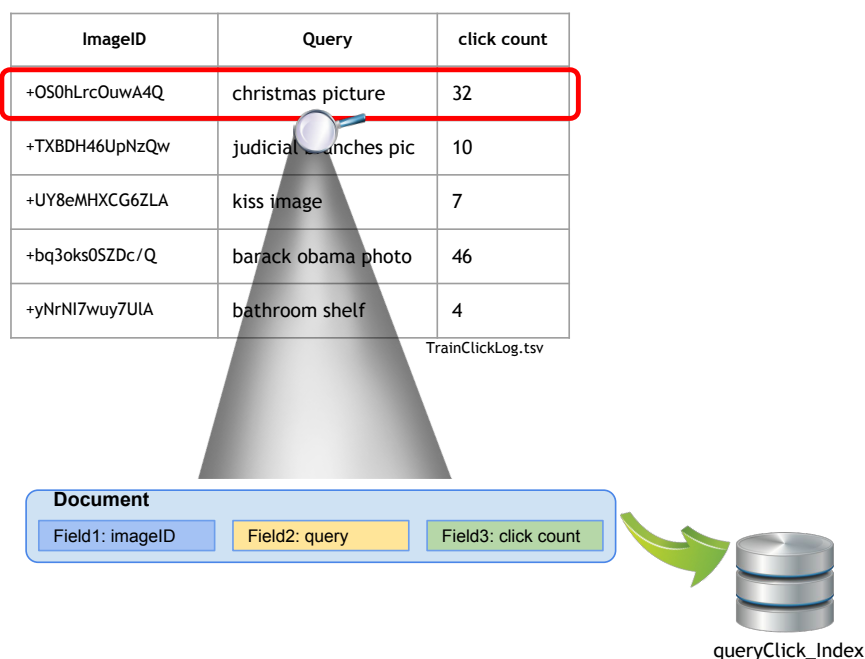 ImageID Query click count
+OS0hLrcOuwA4Q christmas picture 32
+TXBDH46UpNzQw judicial branches pic 10
+UY8eMHXCG6ZLA kiss image 7
+bq3oks0SZDc/Q barack obama photo 46
+yNrNI7wuy7UlA bathroom shelf 4
TrainClickLog.tsv
Document
Field1: imageID Field2: query Field3: click count
queryClick_Index